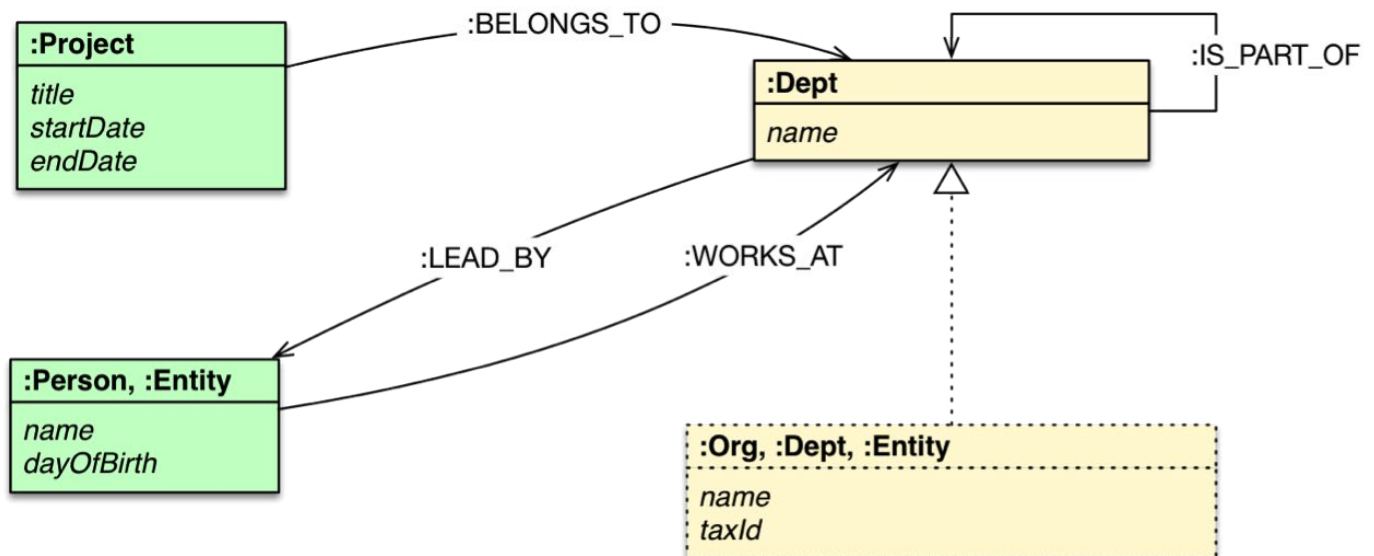 :Project
title
startDate
endDate
:BELONGS_TO
:Dept
name
:IS_PART_OF
:LEAD_BY
:WORKS_AT
:Person, :Entity
name
dayOfBirth
:Org, :Dept, :Entity
name
taxId